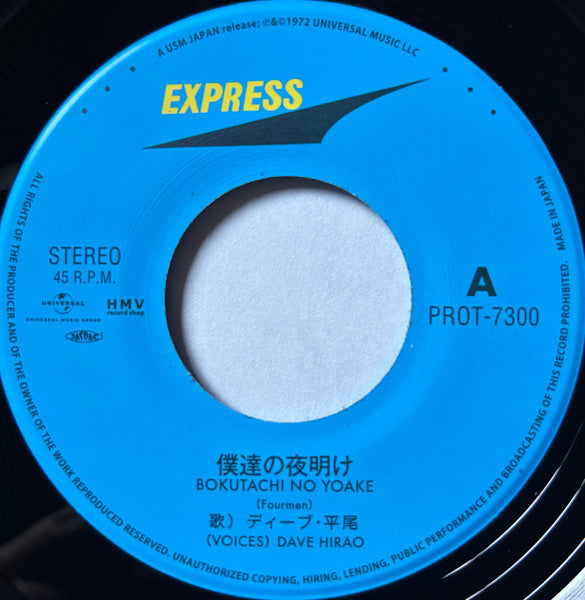 A USM JAPAN release; ℗&©1972 UNIVERSAL MUSIC LLC
EXPRESS
STEREO
45 R.P.M.
UNIVERSAL
UNIVERSAL MUSIC GROUP
HMV
record shop
JASRAC
A
PROT-7300
僕達の夜明け
BOKUTACHI NO YOAKE
(Fourmen)
歌) デイーブ・平尾
(VOICES) DAVE HIRAO
ALL RIGHTS OF THE PRODUCER AND OF THE OWNER OF THE WORK REPRODUCED RESERVED. UNAUTHORIZED COPYING, HIRING, LENDING, PUBLIC PERFORMANCE AND BROADCASTING OF THIS RECORD PROHIBITED. MADE IN JAPAN